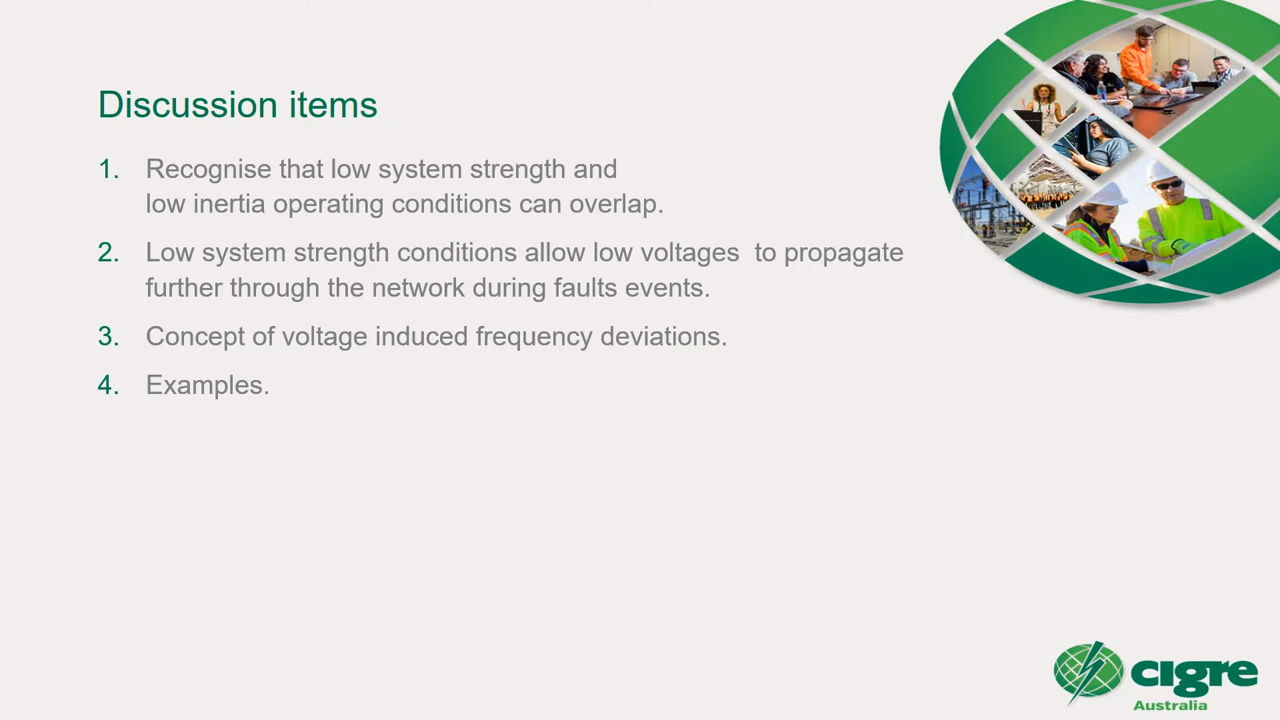 Discussion items
1. Recognise that low system strength and
low inertia operating conditions can overlap.
2. Low system strength conditions allow low voltages  to propagate
further through the network during faults events.
3. Concept of voltage induced frequency deviations.
4. Examples.
cigre
Australia